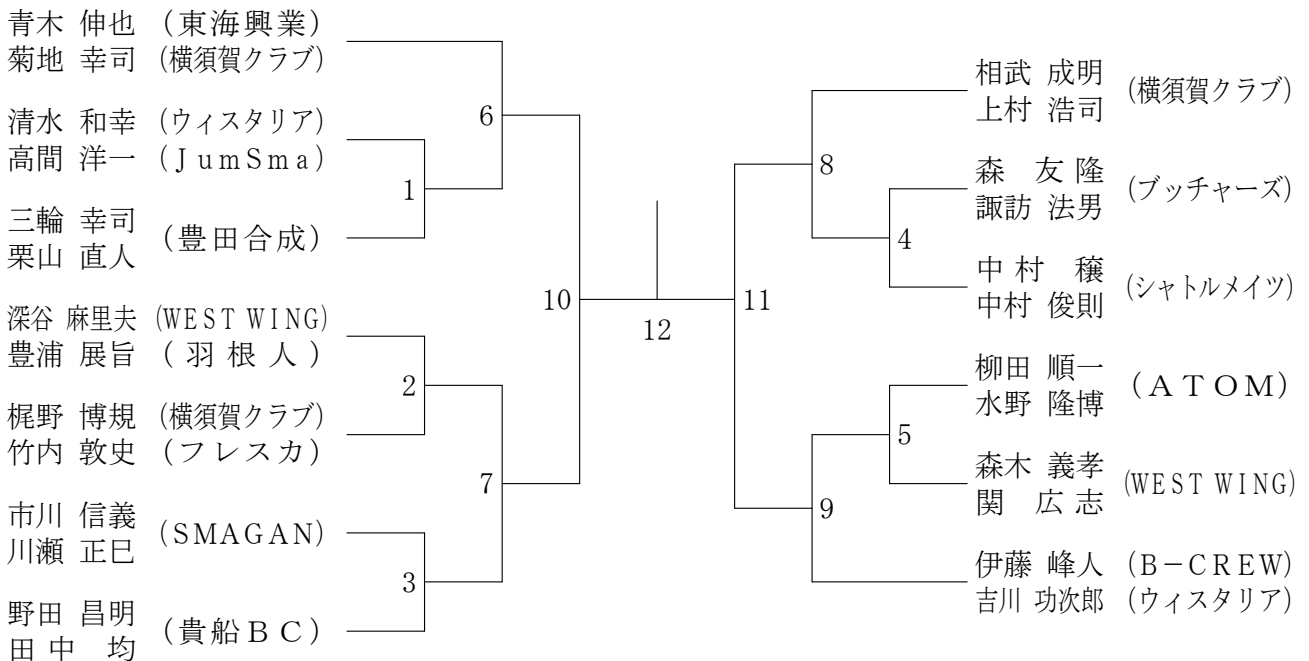 青木 伸也 (東海興業)
菊地 幸司 (横須賀クラブ)
清水 和幸 (ウィスタリア)
高間 洋一 (JumSma)
三輪 幸司
栗山 直人
(豊田合成)
深谷 麻里夫 (WEST WING)
豊浦 展旨 (羽根人)
梶野 博規 (横須賀クラブ)
竹内 敦史 (フレスカ)
市川 信義
川瀬 正巳
(SMAGAN)
野田 昌明
田中 均
(貴船BC)
6
1
2
7
3
10
12
11
8
4
5
9
相武 成明
上村 浩司
(横須賀クラブ)
森 友隆
諏訪 法男
(ブッチャーズ)
中村 穣
中村 俊則
(シャトルメイツ)
柳田 順一
水野 隆博
(ATOM)
森木 義孝
関 広志
(WEST WING)
伊藤 峰人 (B-CREW)
吉川 功次郎 (ウィスタリア)